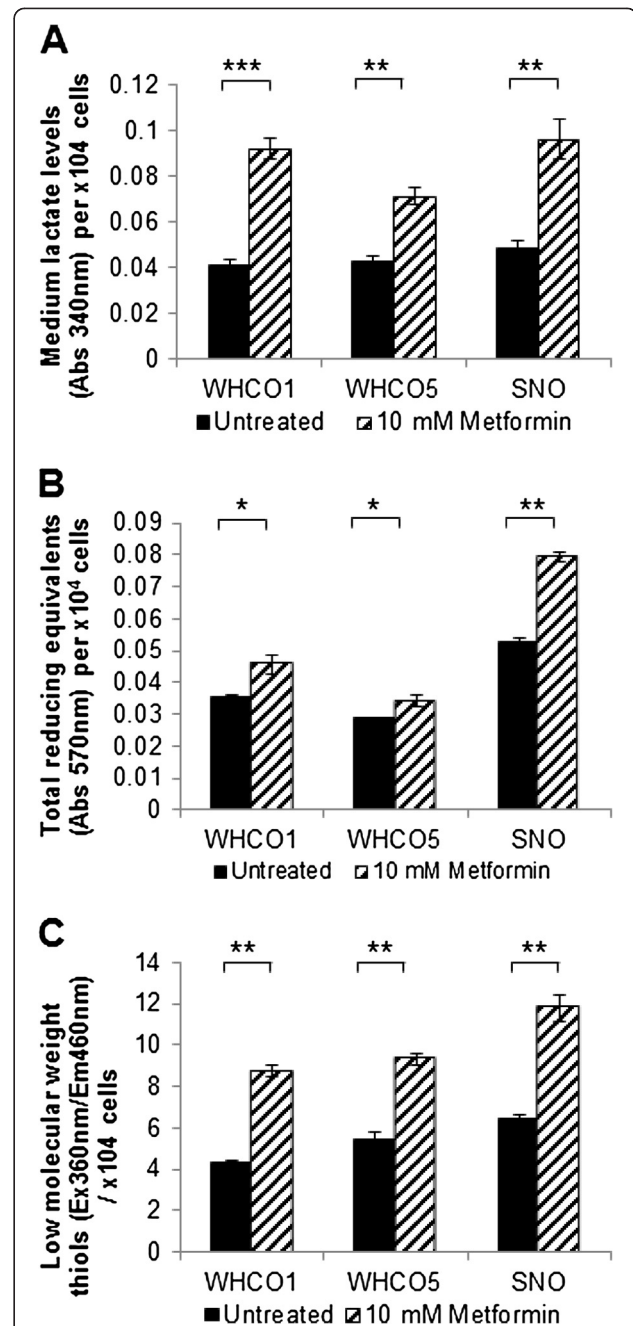 A
***
**
**
0.12
0.1
0.08
0.06
0.04
0.02
0
Medium lactate levels
(Abs 340nm) per x104 cells
WHCO1 WHCO5 SNO
Untreated 10 mM Metformin
B
*
*
**
0.09
0.08
0.07
0.06
0.05
0.04
0.03
0.02
0.01
0
Total reducing equivalents
(Abs 570nm) per x10⁴ cells
WHCO1 WHCO5 SNO
Untreated 10 mM Metformin
C
**
**
**
14
12
10
8
6
4
2
0
Low molecular weight
thiols (Ex360nm/Em460nm)
/ x104 cells
WHCO1 WHCO5 SNO
Untreated 10 mM Metformin